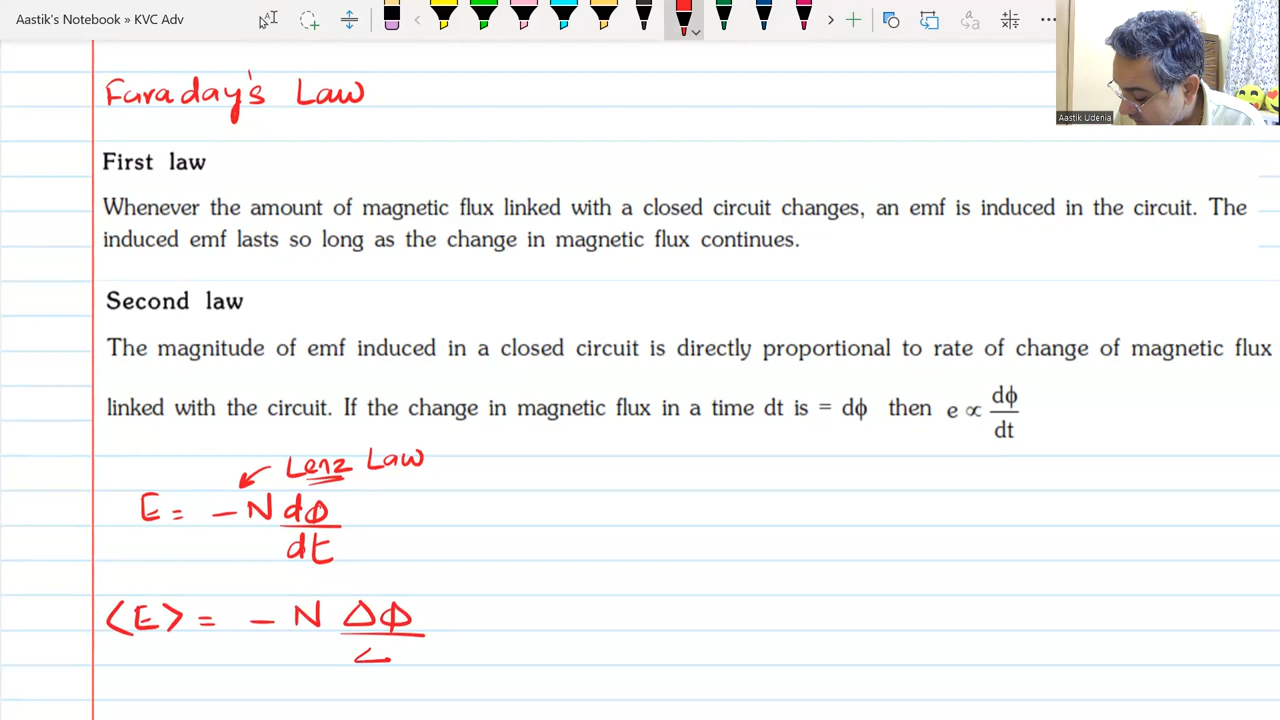 Aastik's Notebook » KVC Adv
Aastik Udenia
Faraday's Law
First law
Whenever the amount of magnetic flux linked with a closed circuit changes, an emf is induced in the circuit. The
induced emf lasts so long as the change in magnetic flux continues.
Second law
The magnitude of emf induced in a closed circuit is directly proportional to rate of change of magnetic flux
linked with the circuit. If the change in magnetic flux in a time dt is = dϕ then e ∝ dϕ/dt
Lenz Law
E = -N dϕ/dt
<E> = - N Δϕ